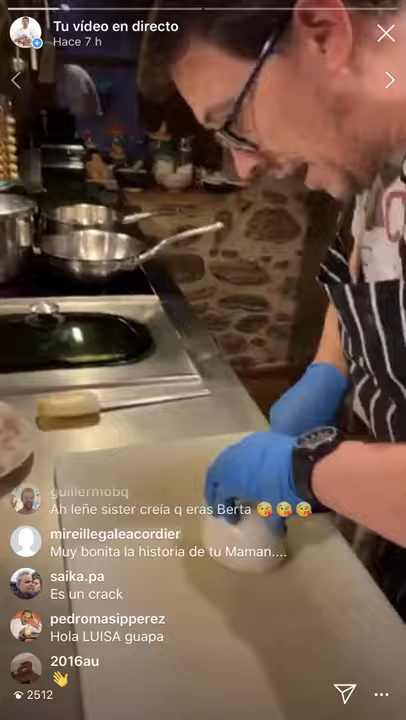 Tu vídeo en directo
Hace 7 h
guillermobq
Ah leñe sister creía q eras Berta 😘😘😘
mireillegaleacordier
Muy bonita la historia de tu Maman....
saika.pa
Es un crack
pedromasipperez
Hola LUISA guapa
2016au
👋
2512